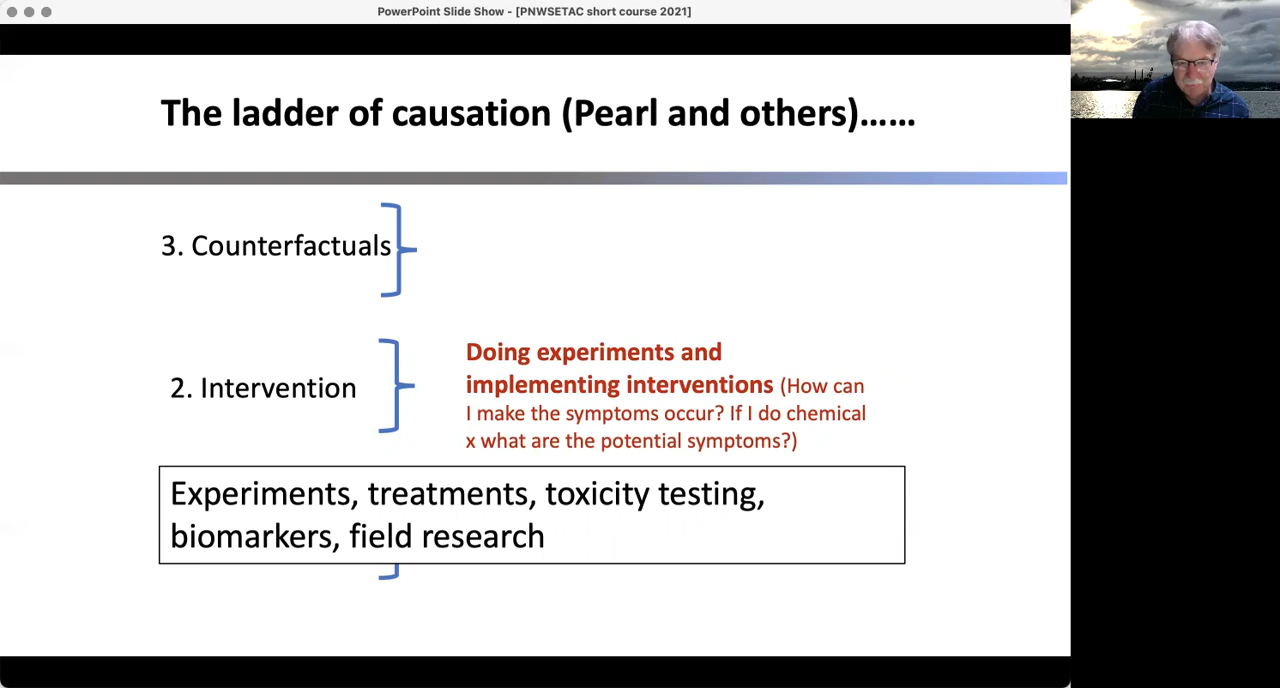 PowerPoint Slide Show - [PNWSETAC short course 2021]
The ladder of causation (Pearl and others)......
3. Counterfactuals
2. Intervention
Doing experiments and
implementing interventions (How can
I make the symptoms occur? If I do chemical
x what are the potential symptoms?)
Experiments, treatments, toxicity testing,
biomarkers, field research